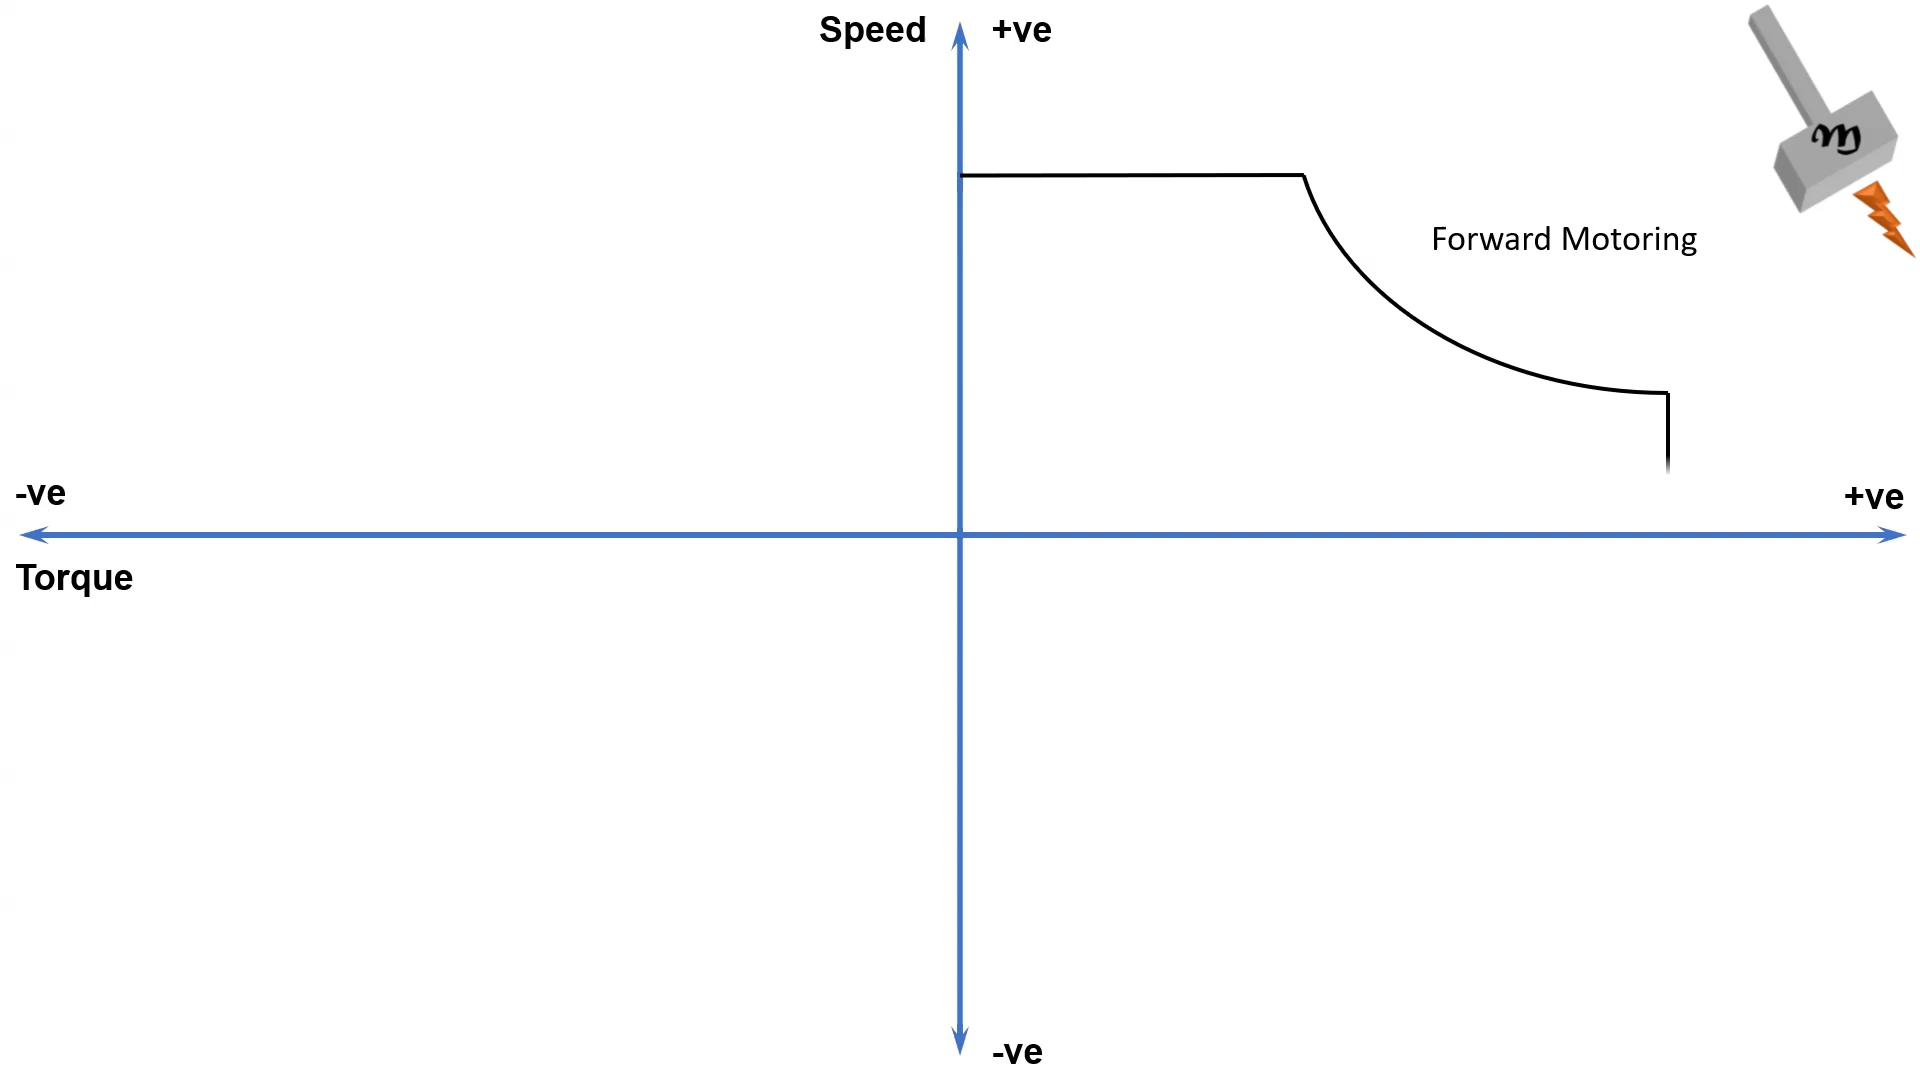 Speed
+ve
Forward Motoring
-ve
+ve
Torque
-ve